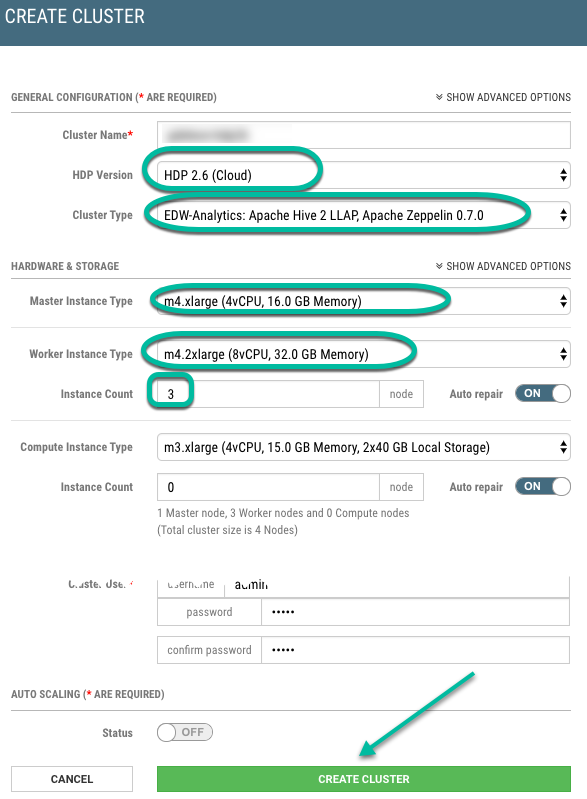 CREATE CLUSTER
GENERAL CONFIGURATION (* ARE REQUIRED) SHOW ADVANCED OPTIONS
Cluster Name*
HDP Version HDP 2.6 (Cloud)
Cluster Type EDW-Analytics: Apache Hive 2 LLAP, Apache Zeppelin 0.7.0
HARDWARE & STORAGE SHOW ADVANCED OPTIONS
Master Instance Type m4.xlarge (4vCPU, 16.0 GB Memory)
Worker Instance Type m4.2xlarge (8vCPU, 32.0 GB Memory)
Instance Count 3 node Auto repair ON
Compute Instance Type m3.xlarge (4vCPU, 15.0 GB Memory, 2x40 GB Local Storage)
Instance Count 0 node Auto repair ON
1 Master node, 3 Worker nodes and 0 Compute nodes
(Total cluster size is 4 Nodes)
Cluster User username admin
password •••••
confirm password •••••
AUTO SCALING (* ARE REQUIRED)
Status OFF
CANCEL CREATE CLUSTER